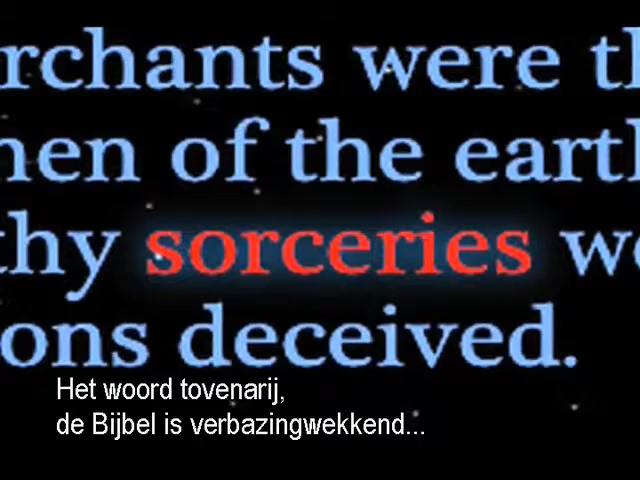 rchants were th
nen of the earth
thy sorceries we
ons deceived.
Het woord tovenarij,
de Bijbel is verbazingwekkend...